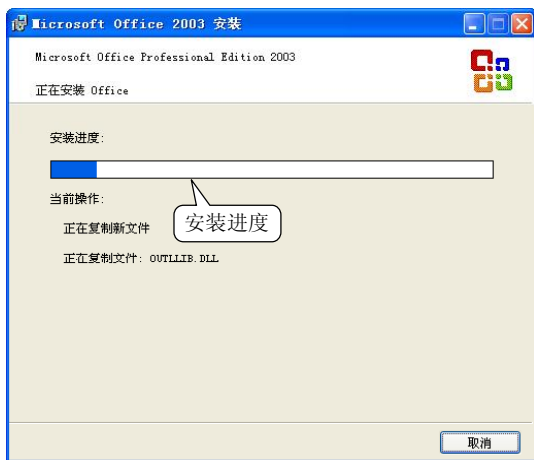 Microsoft Office 2003 安装
Microsoft Office Professional Edition 2003
正在安装 Office
安装进度:
当前操作:
安装进度
正在复制新文件
正在复制文件: OUTLLIB.DLL
取消